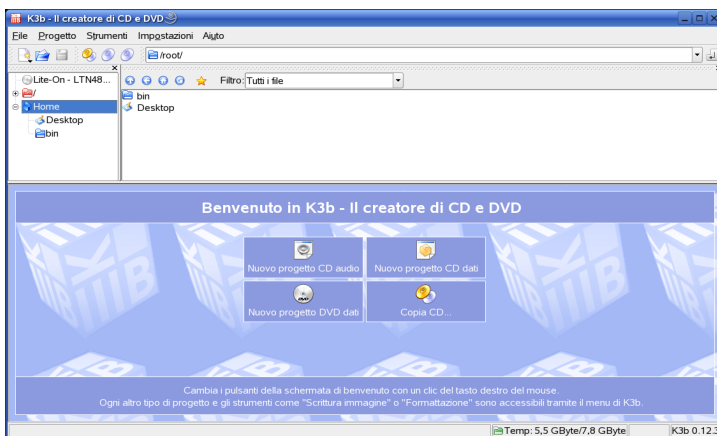 K3b - Il creatore di CD e DVD
File Progetto Strumenti Impostazioni Aiuto
/root/
Lite-On - LTN48...
Filtro: Tutti i file
/
Home
Desktop
bin
bin
Desktop
Benvenuto in K3b - Il creatore di CD e DVD
Nuovo progetto CD audio
Nuovo progetto CD dati
Nuovo progetto DVD dati
Copia CD...
Cambia i pulsanti della schermata di benvenuto con un clic del tasto destro del mouse.
Ogni altro tipo di progetto e gli strumenti come "Scrittura immagine" o "Formattazione" sono accessibili tramite il menu di K3b.
Temp: 5,5 GByte/7,8 GByte
K3b 0.12.3